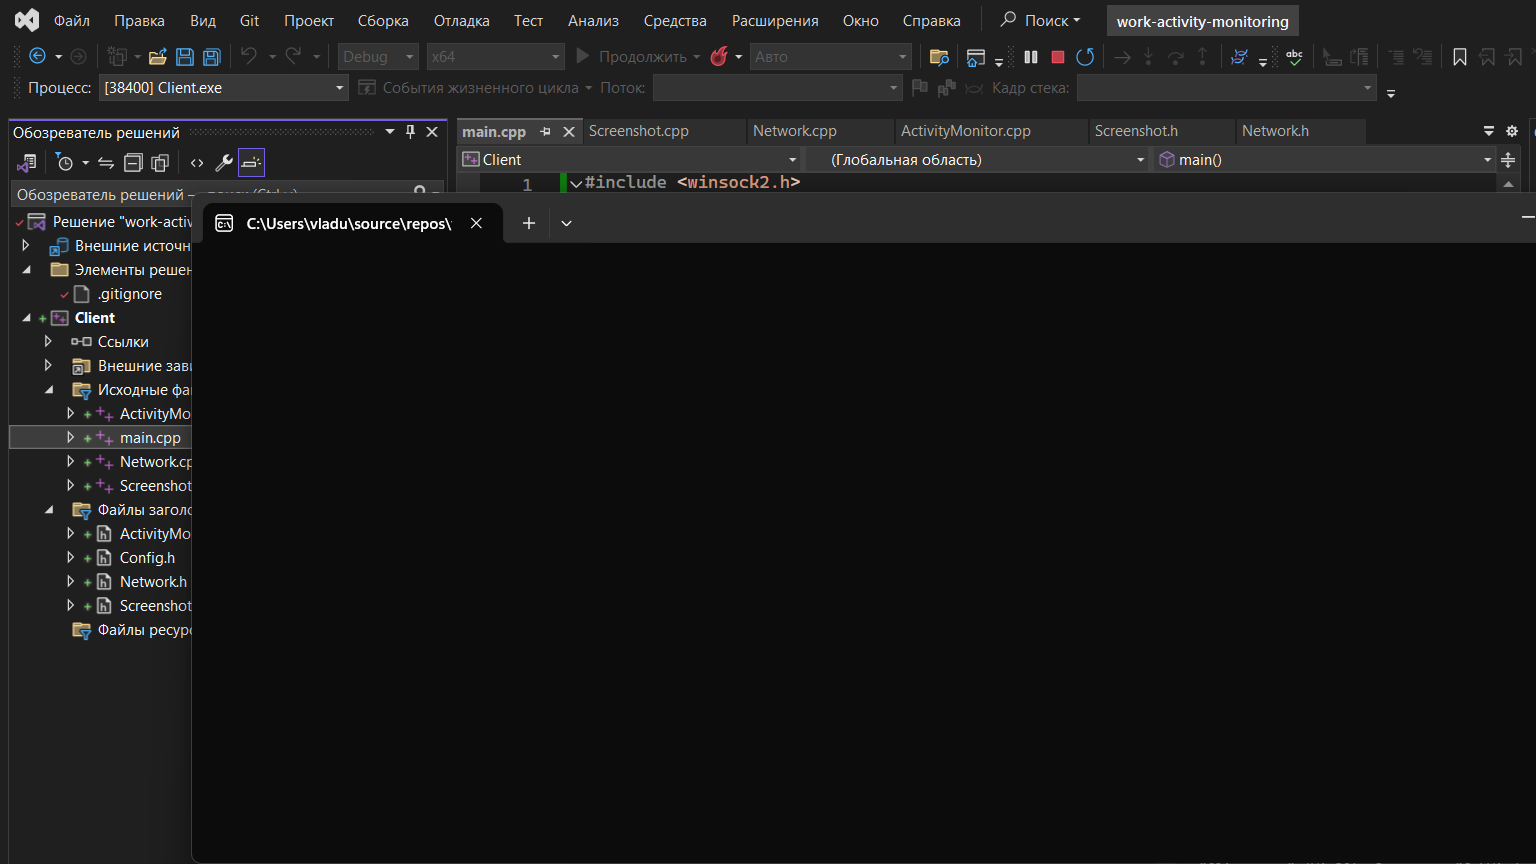 Файл Правка Вид Git Проект Сборка Отладка Тест Анализ Средства Расширения Окно Справка Поиск work-activity-monitoring
Debug x64 Продолжить Авто abc
Процесс: [38400] Client.exe События жизненного цикла Поток: Кадр стека:
Обозреватель решений main.cpp Screenshot.cpp Network.cpp ActivityMonitor.cpp Screenshot.h Network.h
Client (Глобальная область) main()
1 #include <winsock2.h>
Обозреватель решений –
Решение "work-activ
C:\Users\vladu\source\repos\
Внешние источн
Элементы решен
.gitignore
Client
Ссылки
Внешние зави
Исходные фа
ActivityMo
main.cpp
Network.cp
Screenshot
Файлы заголо
ActivityMo
Config.h
Network.h
Screenshot
Файлы ресурс